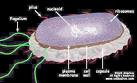 pilus
nucleoid
ribosomes
flagellum
plasma
membrane
cell
wall
capsule